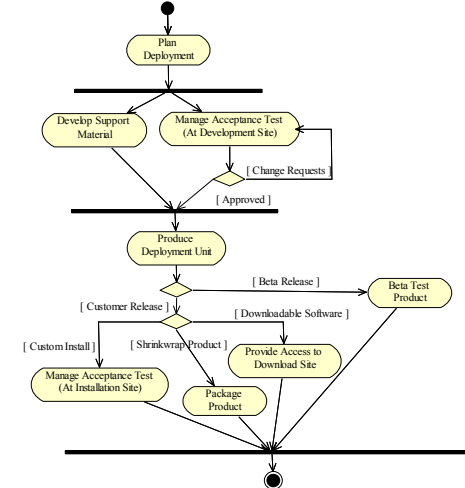 Plan
Deployment
Develop Support
Material
Manage Acceptance Test
(At Development Site)
[ Change Requests ]
[ Approved ]
Produce
Deployment Unit
[ Beta Release ]
Beta Test
Product
[ Customer Release ]
[ Downloadable Software ]
[ Custom Install ]
[ Shrinkwrap Product ]
Provide Access to
Download Site
Manage Acceptance Test
(At Installation Site)
Package
Product